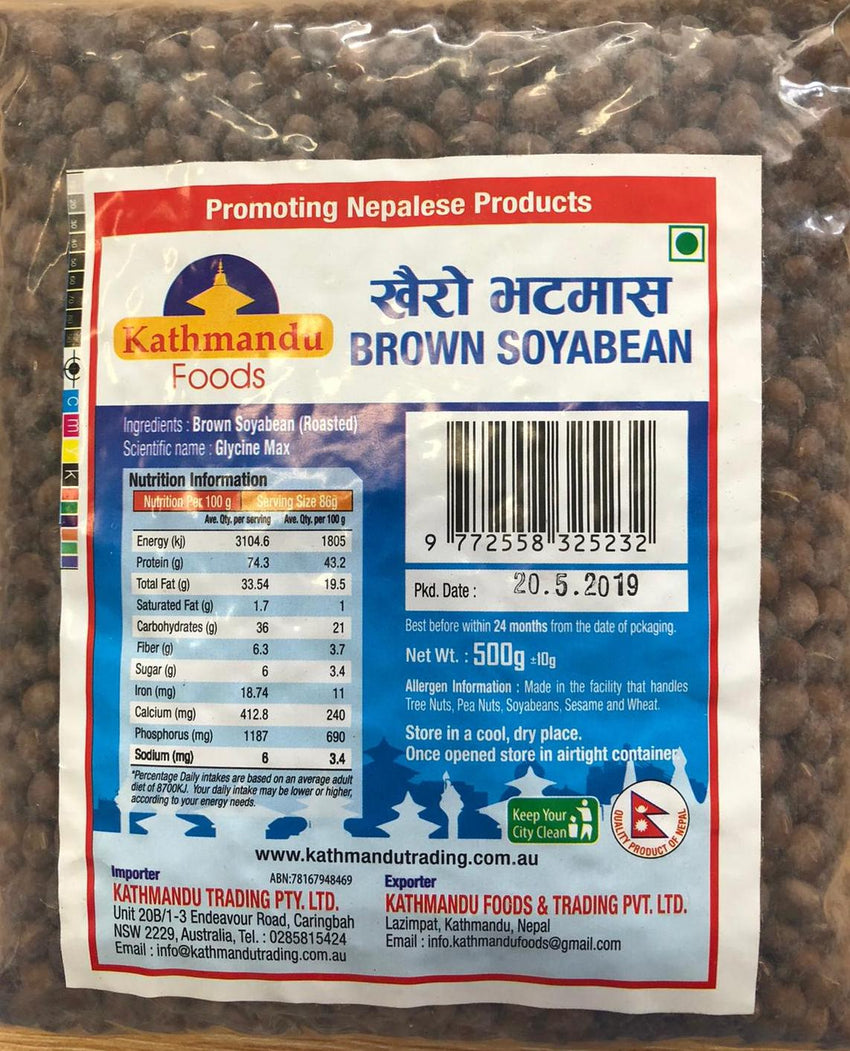 Promoting Nepalese Products
Kathmandu
Foods
खैरो भटमास
BROWN SOYABEAN
Ingredients : Brown Soyabean (Roasted)
Scientific name : Glycine Max
Nutrition Information
Nutrition Per 100 g Serving Size 86g
Ave. Qty. per serving Ave. Qty. per 100 g
Energy (kj) 3104.6 1805
Protein (g) 74.3 43.2
Total Fat (g) 33.54 19.5
Saturated Fat (g) 1.7 1
Carbohydrates (g) 36 21
Fiber (g) 6.3 3.7
Sugar (g) 6 3.4
Iron (mg) 18.74 11
Calcium (mg) 412.8 240
Phosphorus (mg) 1187 690
Sodium (mg) 6 3.4
*Percentage Daily intakes are based on an average adult
diet of 8700KJ. Your daily intake may be lower or higher,
according to your energy needs.
9 772558 325232
Pkd. Date : 20.5.2019
Best before within 24 months from the date of pckaging.
Net Wt. : 500g ±10g
Allergen Information : Made in the facility that handles
Tree Nuts, Pea Nuts, Soyabeans, Sesame and Wheat.
Store in a cool, dry place.
Once opened store in airtight container.
Keep Your
City Clean
QUALITY PRODUCT OF NEPAL
www.kathmandutrading.com.au
Importer ABN:78167948469
KATHMANDU TRADING PTY. LTD.
Unit 20B/1-3 Endeavour Road, Caringbah
NSW 2229, Australia, Tel. : 0285815424
Email : info@kathmandutrading.com.au
Exporter
KATHMANDU FOODS & TRADING PVT. LTD.
Lazimpat, Kathmandu, Nepal
Email : info.kathmandufoods@gmail.com
20 30 40 50 60 70
C
m
Y
K